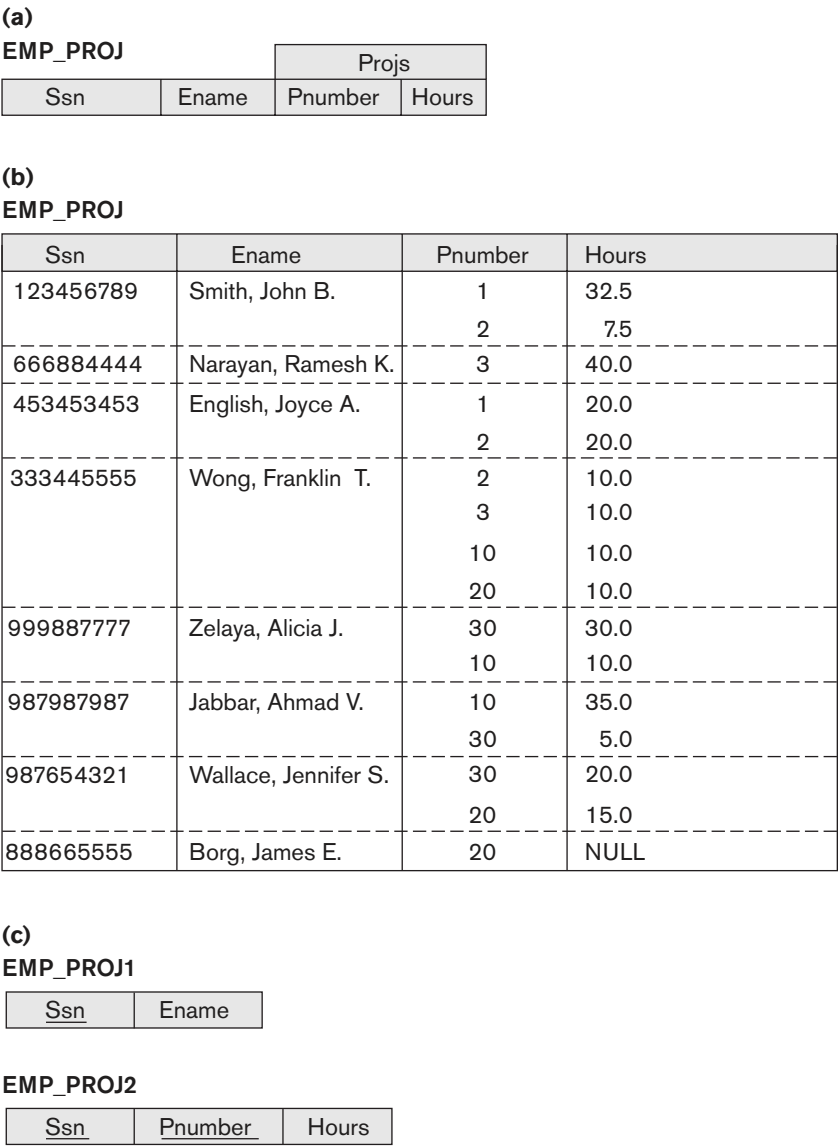 (a)
EMP_PROJ
Projs
Ssn Ename Pnumber Hours
(b)
EMP_PROJ
Ssn Ename Pnumber Hours
123456789 Smith, John B. 1 32.5
2 7.5
666884444 Narayan, Ramesh K. 3 40.0
453453453 English, Joyce A. 1 20.0
2 20.0
333445555 Wong, Franklin T. 2 10.0
3 10.0
10 10.0
20 10.0
999887777 Zelaya, Alicia J. 30 30.0
10 10.0
987987987 Jabbar, Ahmad V. 10 35.0
30 5.0
987654321 Wallace, Jennifer S. 30 20.0
20 15.0
888665555 Borg, James E. 20 NULL
(c)
EMP_PROJ1
Ssn Ename
EMP_PROJ2
Ssn Pnumber Hours